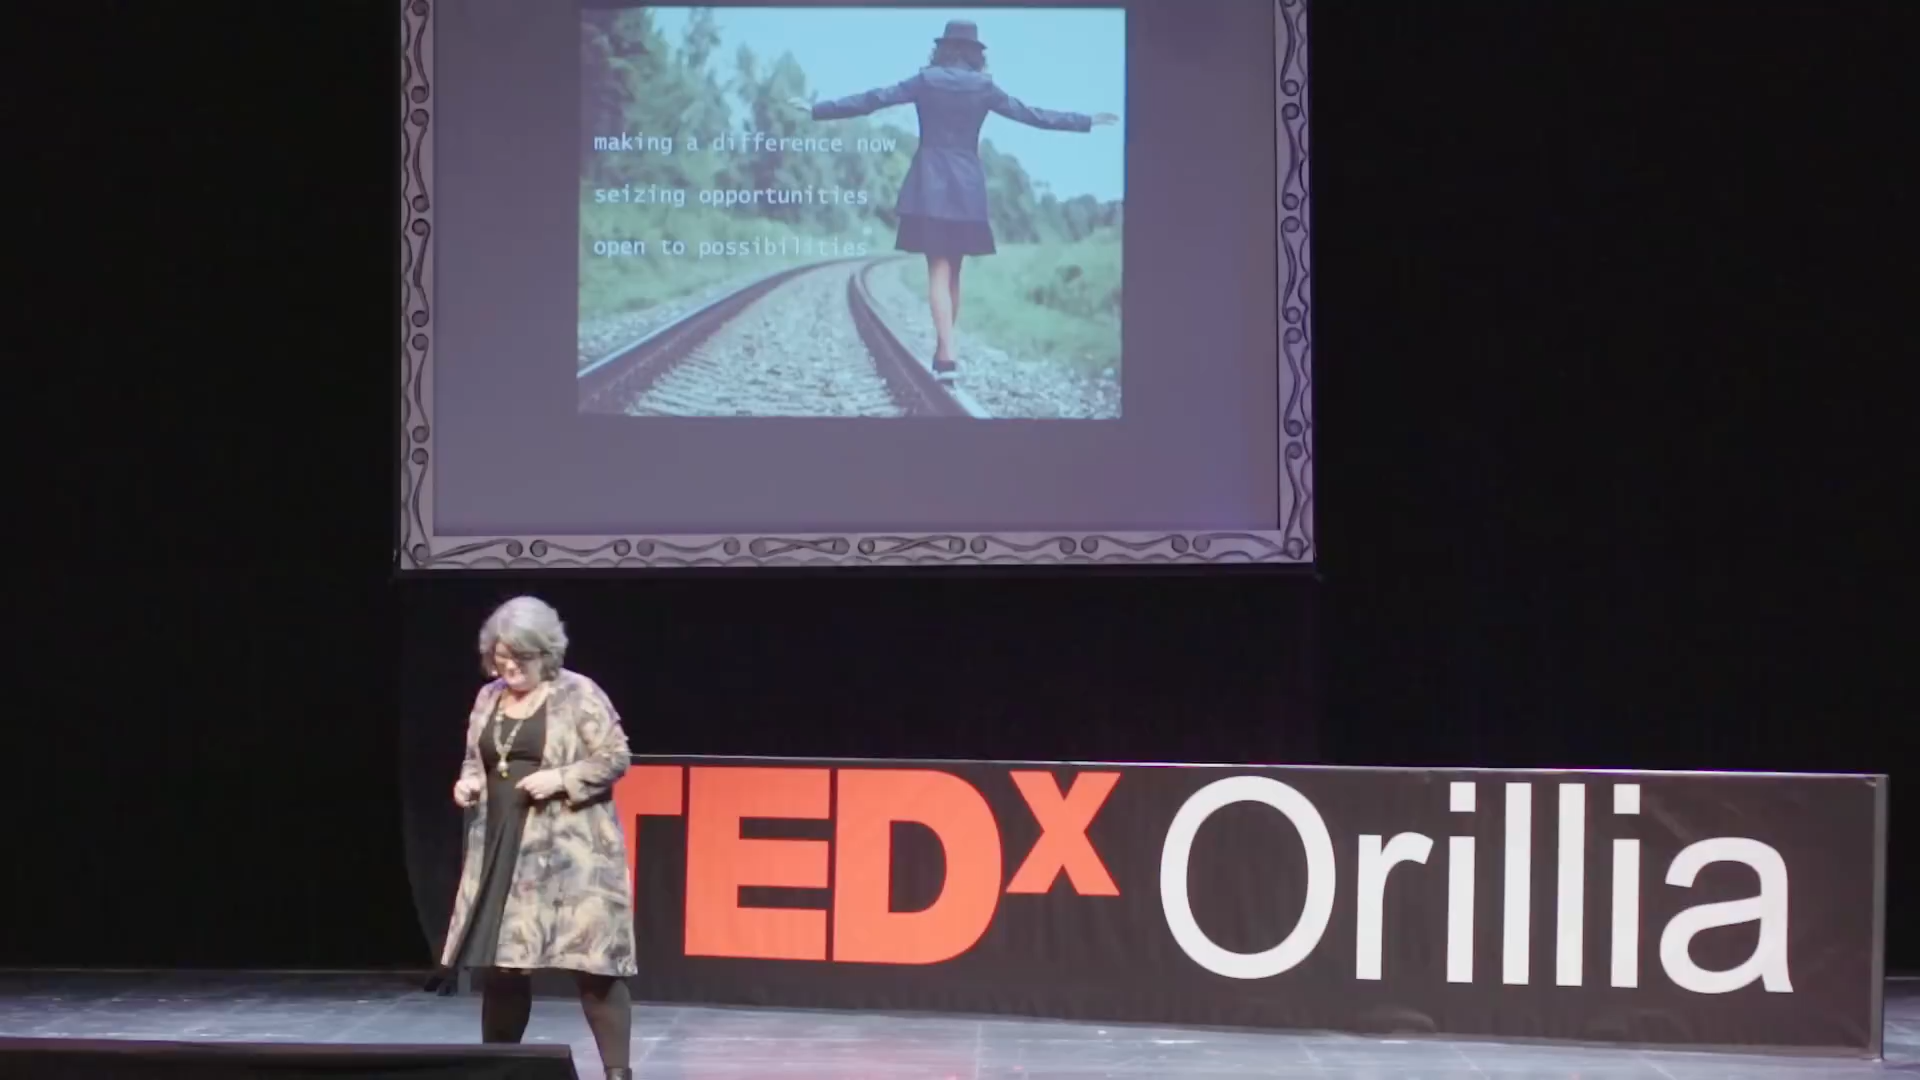 making a difference now
seizing opportunities
open to possibilities
TEDx Orillia